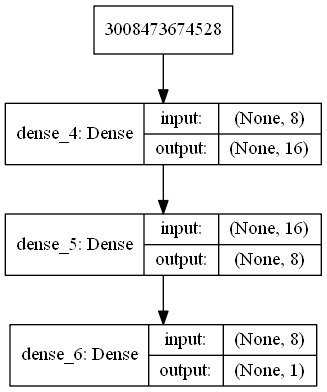 3008473674528
dense_4: Dense
input:
(None, 8)
output:
(None, 16)
dense_5: Dense
input:
(None, 16)
output:
(None, 8)
dense_6: Dense
input:
(None, 8)
output:
(None, 1)